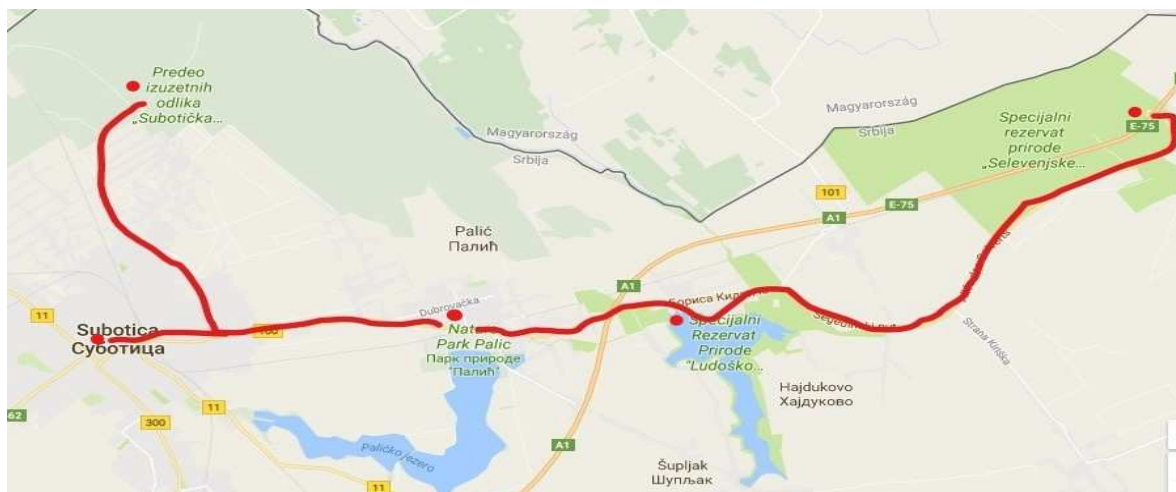 Predeo
izuzetnih
odlika
„Subotička...
Magyarország
Srbija
Magyarország
Srbija
Specijalni
rezervat
prirode
„Selevenjske...
E-75
101
E-75
A1
Palić
Палић
A1
Dubrovačka
Бориса
11
Subotica
Суботица
Nature
Park Palic
Парк природе
"Палић"
Specijalni
Rezervat
Prirode
"Ludoško...
Strana Kiriška
Hajdukovo
Хајдуково
62
300
11
Palićko jezero
A1
Šupljak
Шупљак
11